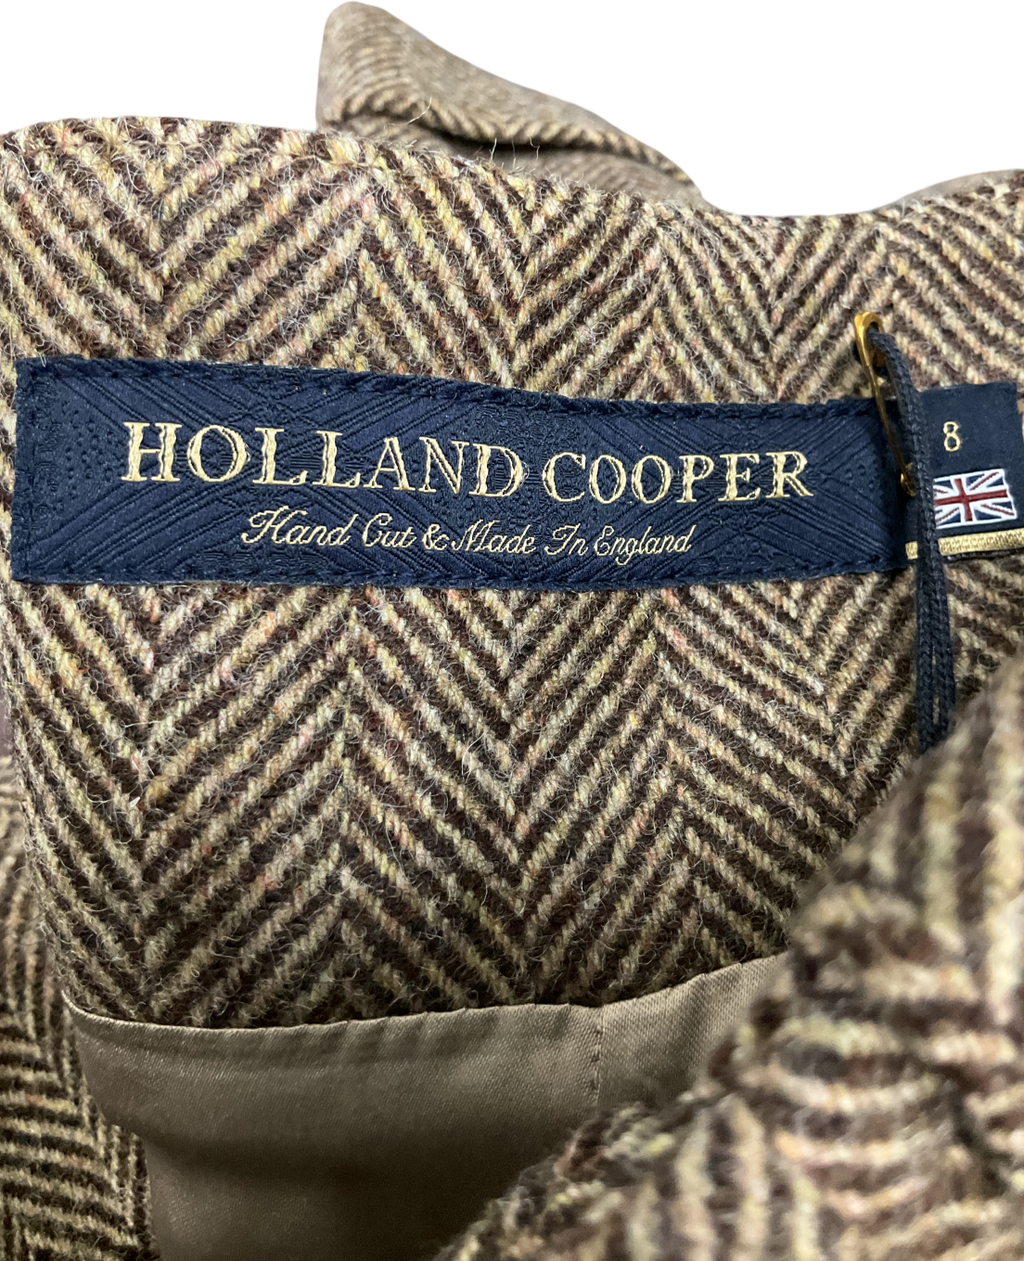 HOLLAND COOPER
Hand Cut & Made In England
8